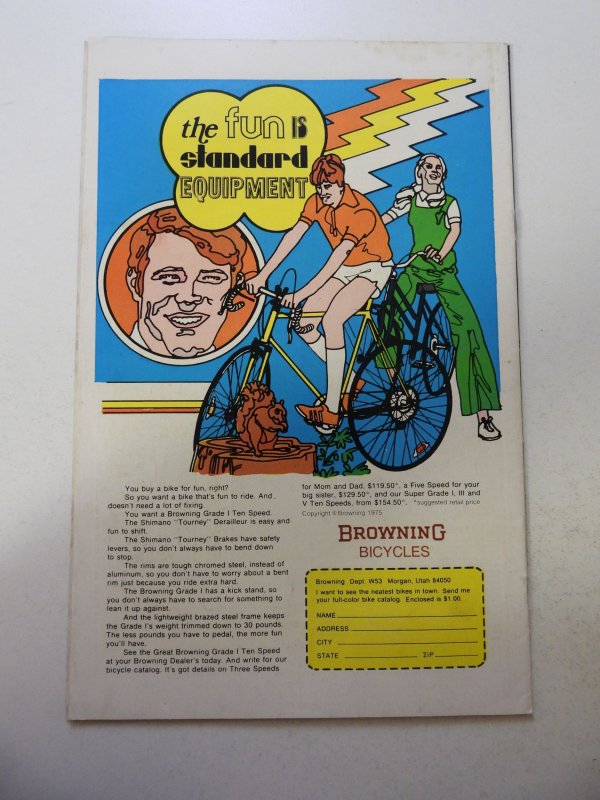 the fun IS
standard
EQUIPMENT
You buy a bike for fun, right?
So you want a bike that's fun to ride. And
doesn't need a lot of fixing.
You want a Browning Grade I Ten Speed.
The Shimano "Tourney" Derailleur is easy and
fun to shift.
The Shimano "Tourney" Brakes have safety
levers, so you don't always have to bend down
to stop.
The rims are tough chromed steel, instead of
aluminum, so you don't have to worry about a bent
rim just because you ride extra hard.
The Browning Grade I has a kick stand, so
you don't always have to search for something to
lean it up against.
And the lightweight brazed steel frame keeps
the Grade I's weight trimmed down to 30 pounds.
The less pounds you have to pedal, the more fun
you'll have.
See the Great Browning Grade I Ten Speed
at your Browning Dealer's today. And write for our
bicycle catalog. It's got details on Three Speeds
for Mom and Dad, $119.50*, a Five Speed for your
big sister, $129.50*, and our Super Grade I, III and
V Ten Speeds, from $154.50*. *suggested retail price
Copyright © Browning 1975
BROWNING
BICYCLES
Browning Dept. W53 Morgan, Utah 84050
I want to see the neatest bikes in town. Send me
your full-color bike catalog. Enclosed is $1.00.
NAME
ADDRESS
CITY
STATE ZIP